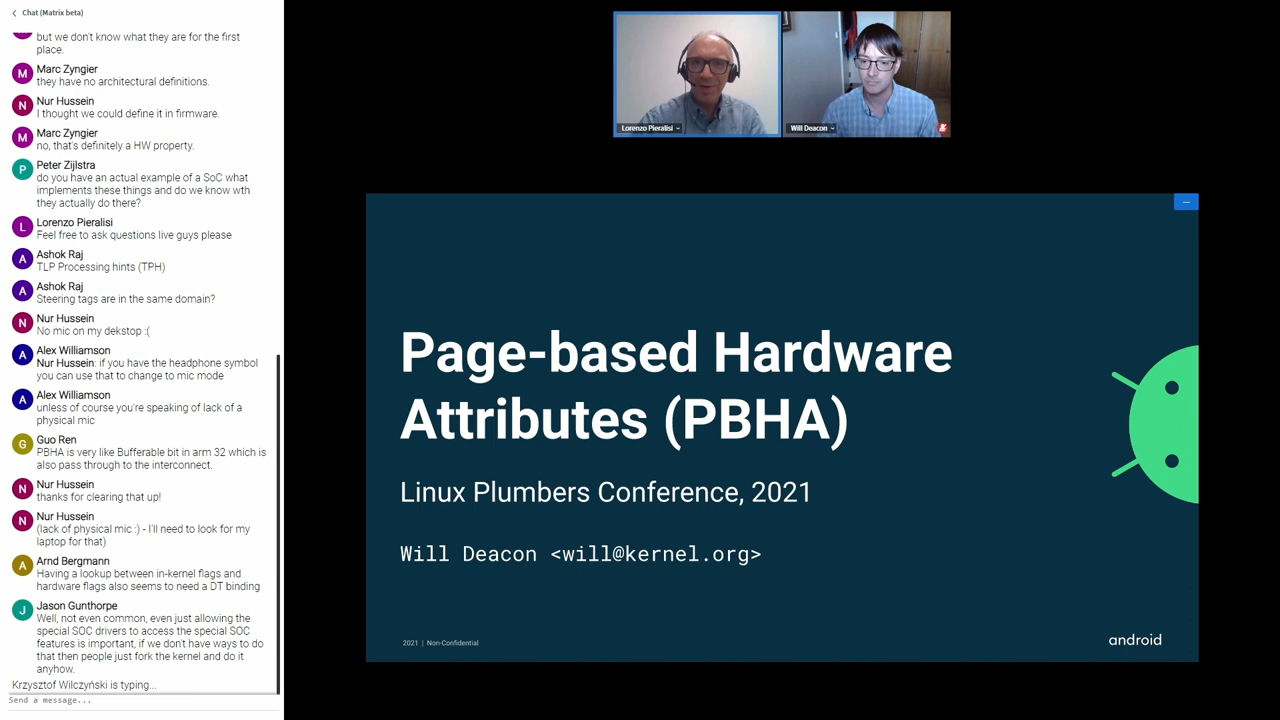 Chat (Matrix beta)
but we don't know what they are for the first
place.
M
Marc Zyngier
they have no architectural definitions.
N
Nur Hussein
I thought we could define it in firmware.
M
Marc Zyngier
no, that's definitely a HW property.
P
Peter Zijlstra
do you have an actual example of a SoC what
implements these things and do we know wth
they actually do there?
L
Lorenzo Pieralisi
Feel free to ask questions live guys please
A
Ashok Raj
TLP Processing hints (TPH)
A
Ashok Raj
Steering tags are in the same domain?
N
Nur Hussein
No mic on my dekstop :(
A
Alex Williamson
Nur Hussein: if you have the headphone symbol
you can use that to change to mic mode
A
Alex Williamson
unless of course you're speaking of lack of a
physical mic
G
Guo Ren
PBHA is very like Bufferable bit in arm 32 which is
also pass through to the interconnect.
N
Nur Hussein
thanks for clearing that up!
N
Nur Hussein
(lack of physical mic :) - I'll need to look for my
laptop for that)
A
Arnd Bergmann
Having a lookup between in-kernel flags and
hardware flags also seems to need a DT binding
J
Jason Gunthorpe
Well, not even common, even just allowing the
special SOC drivers to access the special SOC
features is important, if we don't have ways to do
that then people just fork the kernel and do it
anyhow.
Krzysztof Wilczyński is typing...
Send a message...
Lorenzo Pieralisi
Will Deacon
Page-based Hardware
Attributes (PBHA)
Linux Plumbers Conference, 2021
Will Deacon <will@kernel.org>
2021 | Non-Confidential
android